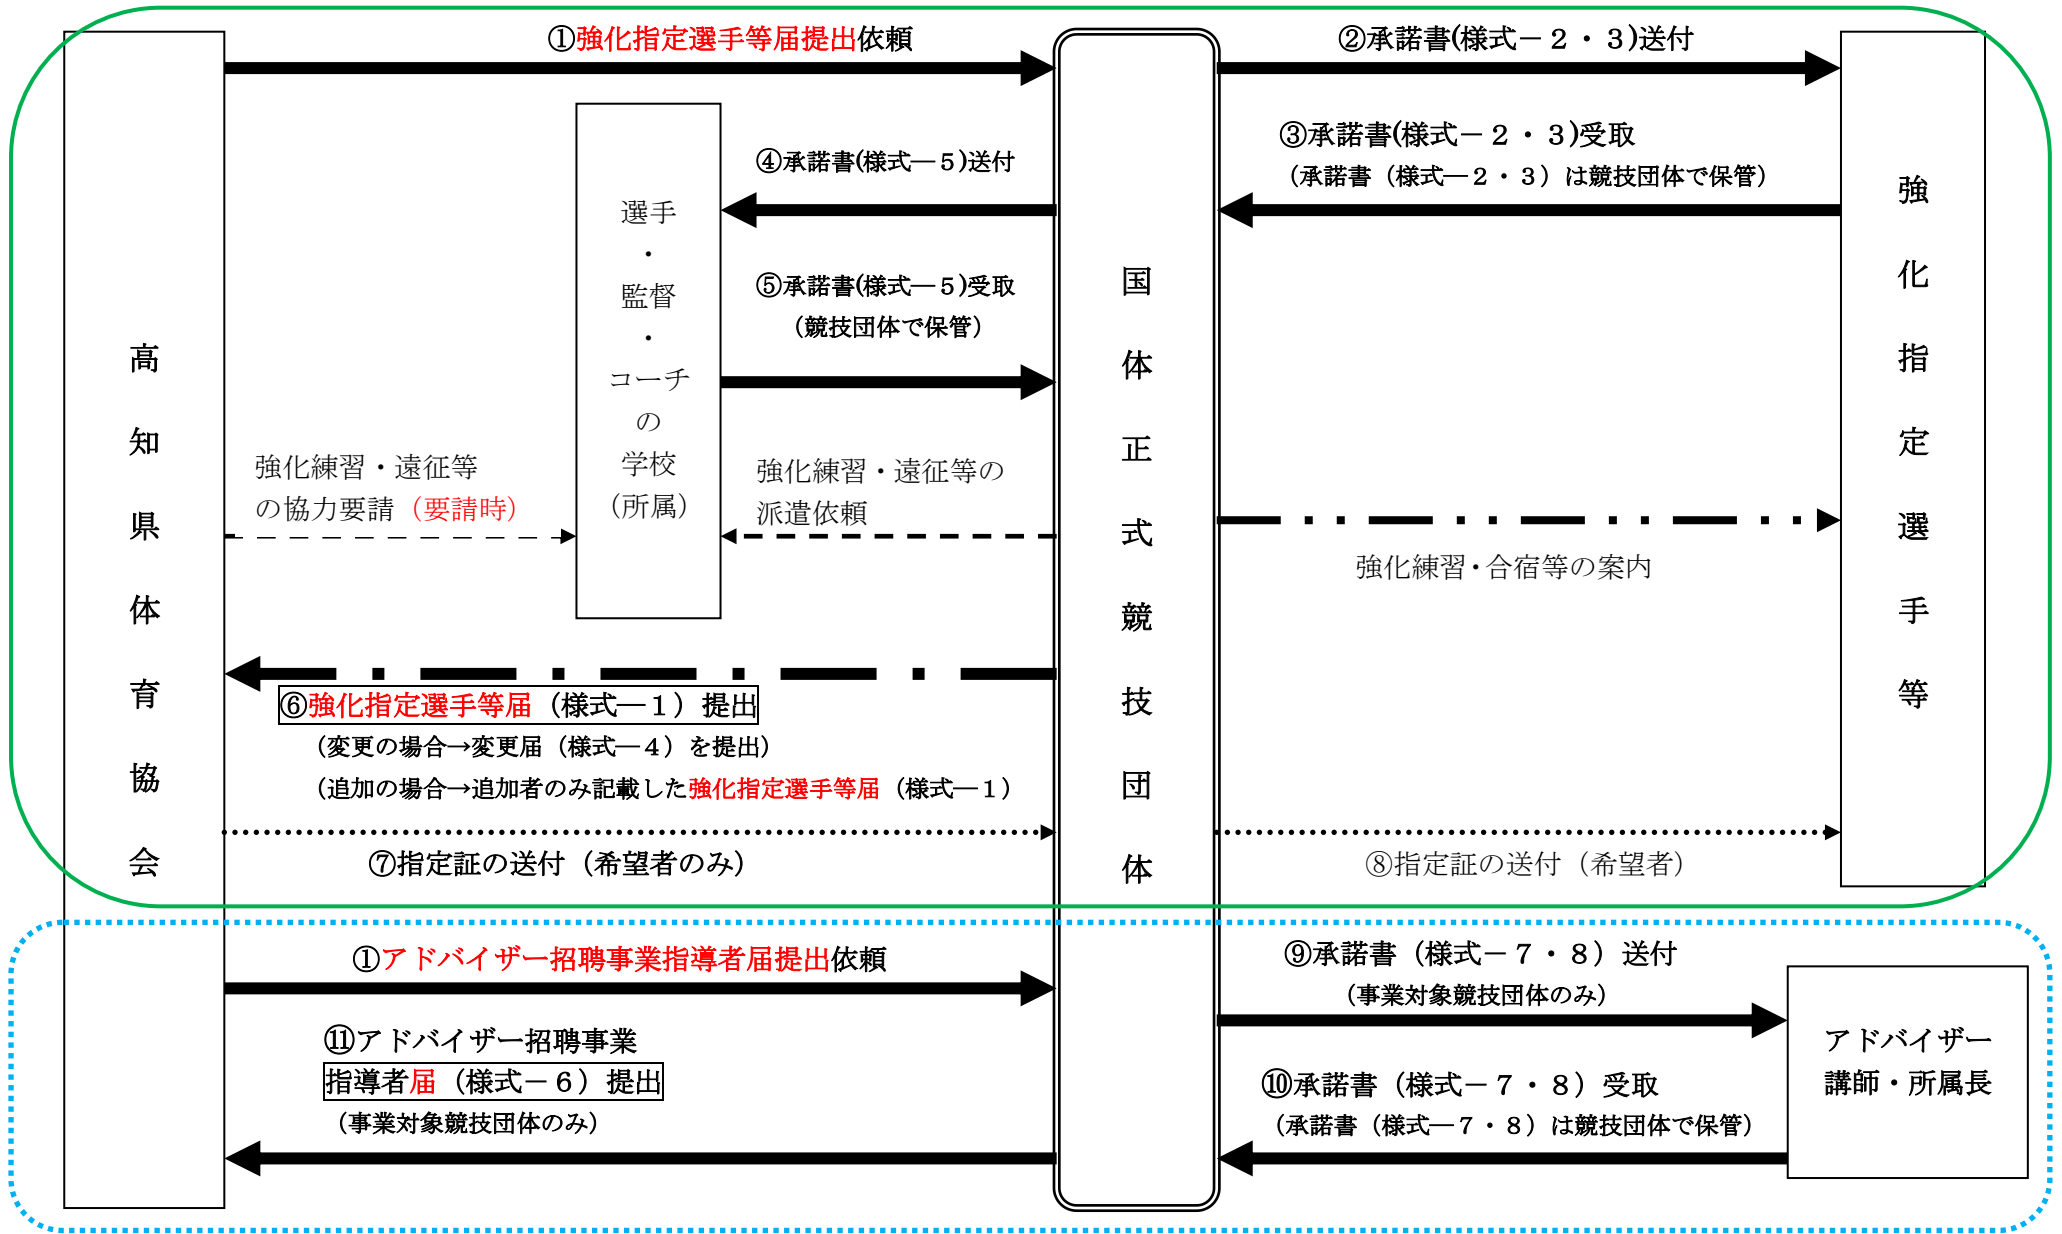 ①強化指定選手等届提出依頼
②承諾書(様式－２・３)送付
③承諾書(様式－２・３)受取
（承諾書（様式―２・３）は競技団体で保管）
④承諾書(様式―５)送付
⑤承諾書(様式―５)受取
（競技団体で保管）
選手
・
監督
・
コーチ
の
学校
（所属）
高知県体育協会
国体正式競技団体
強化指定選手等
強化練習・遠征等
の協力要請（要請時）
強化練習・遠征等の
派遣依頼
強化練習・合宿等の案内
⑥強化指定選手等届（様式―１）提出
（変更の場合→変更届（様式―４）を提出）
（追加の場合→追加者のみ記載した強化指定選手等届（様式―１）
⑦指定証の送付（希望者のみ）
⑧指定証の送付（希望者）
①アドバイザー招聘事業指導者届提出依頼
⑨承諾書（様式－７・８）送付
（事業対象競技団体のみ）
⑪アドバイザー招聘事業
指導者届（様式－６）提出
（事業対象競技団体のみ）
⑩承諾書（様式－７・８）受取
（承諾書（様式―７・８）は競技団体で保管）
アドバイザー
講師・所属長